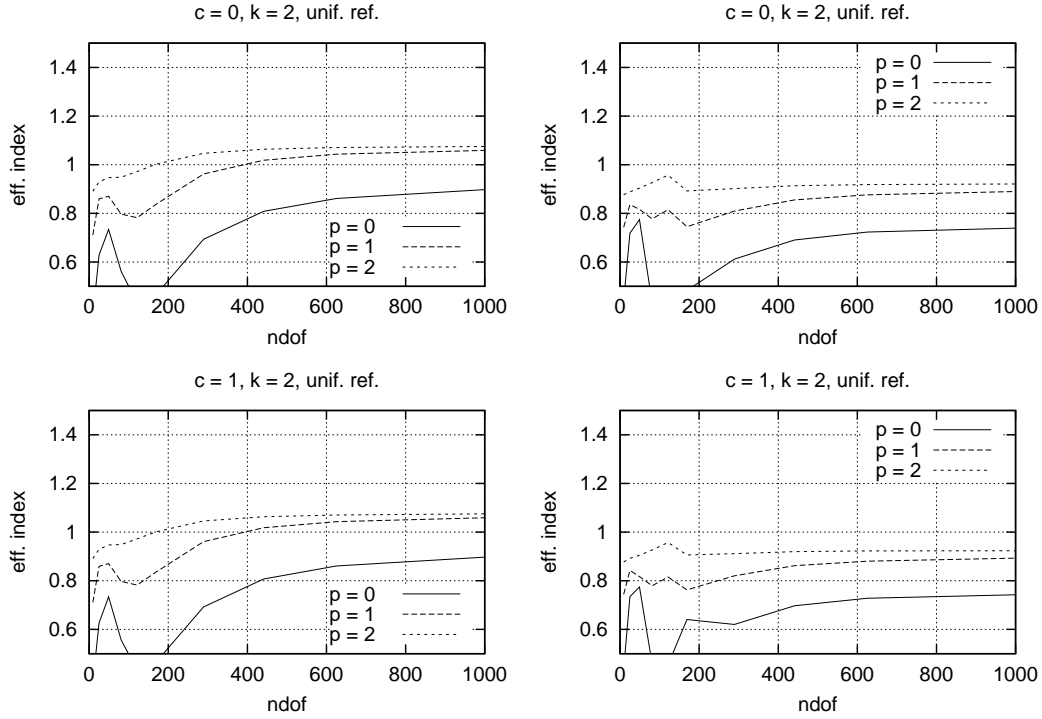 c = 0, k = 2, unif. ref.
1.4
1.2
1
0.8
0.6
eff. index
p = 0
p = 1
p = 2
0 200 400 600 800 1000
ndof
c = 0, k = 2, unif. ref.
1.4
1.2
1
0.8
0.6
eff. index
p = 0
p = 1
p = 2
0 200 400 600 800 1000
ndof
c = 1, k = 2, unif. ref.
1.4
1.2
1
0.8
0.6
eff. index
p = 0
p = 1
p = 2
0 200 400 600 800 1000
ndof
c = 1, k = 2, unif. ref.
1.4
1.2
1
0.8
0.6
eff. index
p = 0
p = 1
p = 2
0 200 400 600 800 1000
ndof